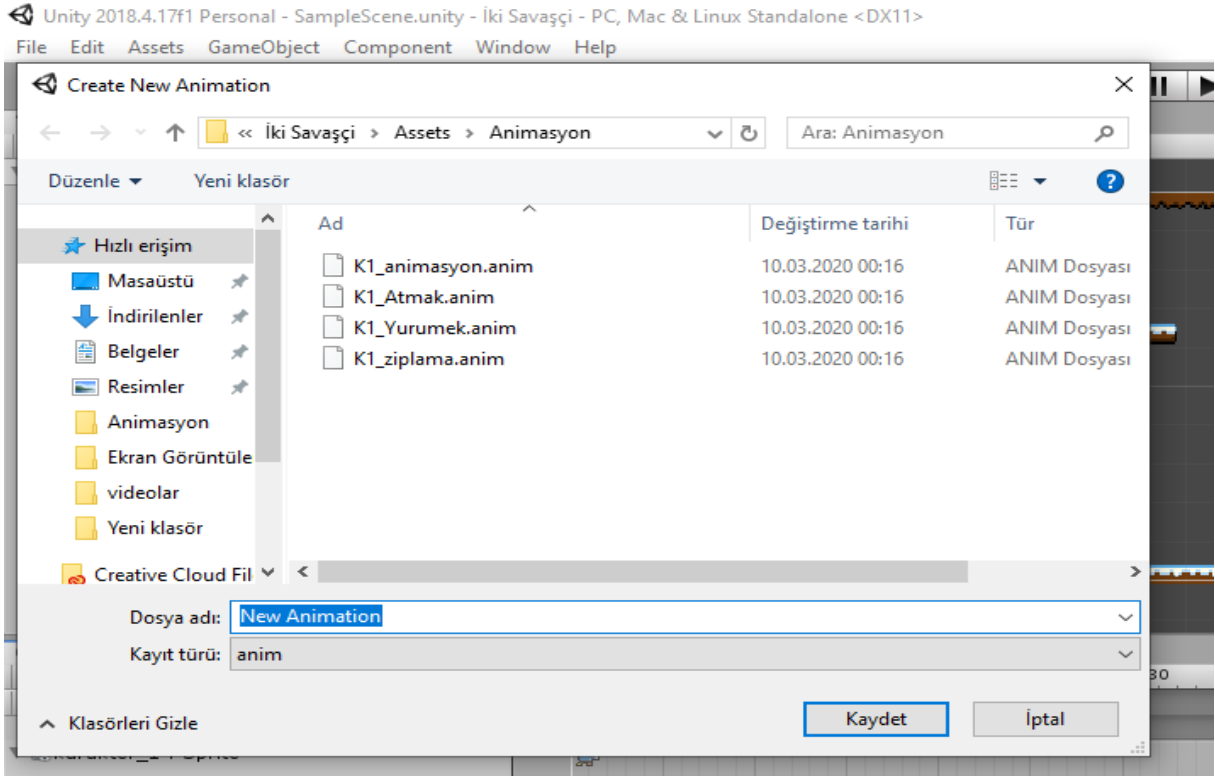 Unity 2018.4.17f1 Personal - SampleScene.unity - İki Savaşçi - PC, Mac & Linux Standalone <DX11>
File Edit Assets GameObject Component Window Help
Create New Animation
« İki Savaşçi > Assets > Animasyon
Ara: Animasyon
Düzenle
Yeni klasör
Ad
Değiştirme tarihi
Tür
Hızlı erişim
Masaüstü
İndirilenler
Belgeler
Resimler
Animasyon
Ekran Görüntüle
videolar
Yeni klasör
Creative Cloud Fil
K1_animasyon.anim 10.03.2020 00:16 ANIM Dosyası
K1_Atmak.anim 10.03.2020 00:16 ANIM Dosyası
K1_Yurumek.anim 10.03.2020 00:16 ANIM Dosyası
K1_ziplama.anim 10.03.2020 00:16 ANIM Dosyası
Dosya adı: New Animation
Kayıt türü: anim
Klasörleri Gizle
Kaydet
İptal